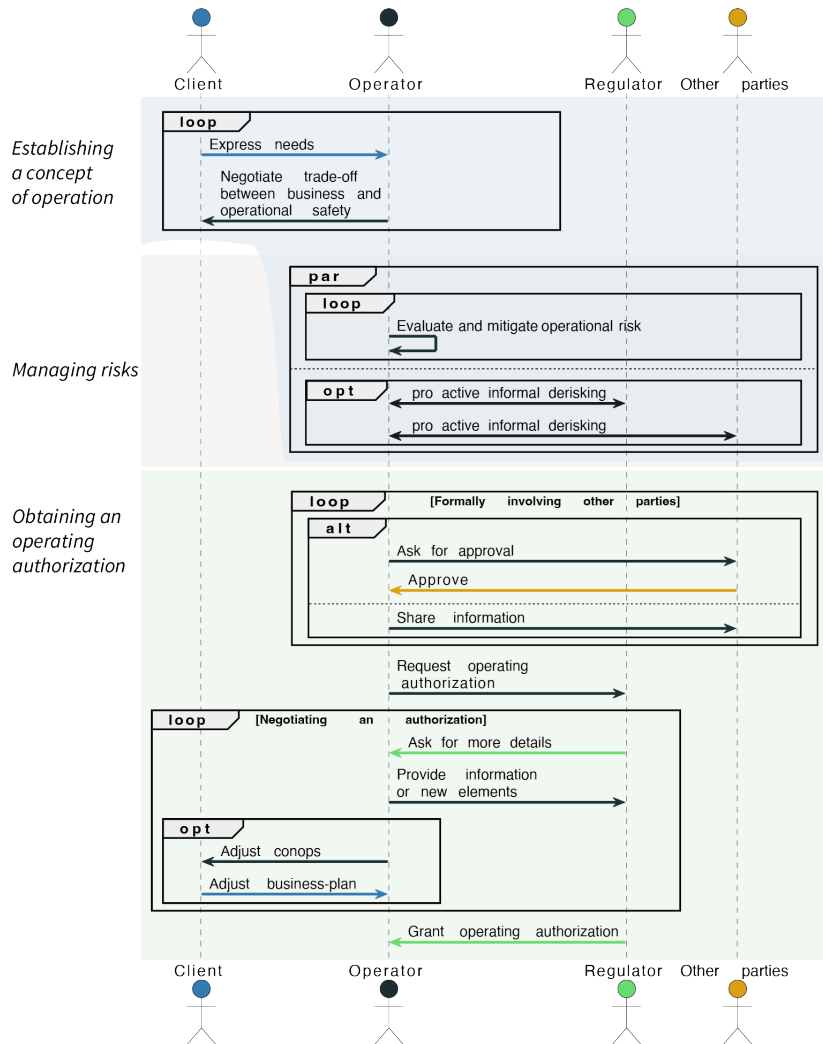 Client Operator Regulator Other parties
loop
Establishing
a concept
of operation
Express needs
Negotiate trade-off
between business and
operational safety
par
loop
Evaluate and mitigate operational risk
Managing risks
opt
pro active informal derisking
pro active informal derisking
Obtaining an
operating
authorization
loop [Formally involving other parties]
alt
Ask for approval
Approve
Share information
Request operating
authorization
loop [Negotiating an authorization]
Ask for more details
Provide information
or new elements
opt
Adjust conops
Adjust business-plan
Grant operating authorization
Client Operator Regulator Other parties